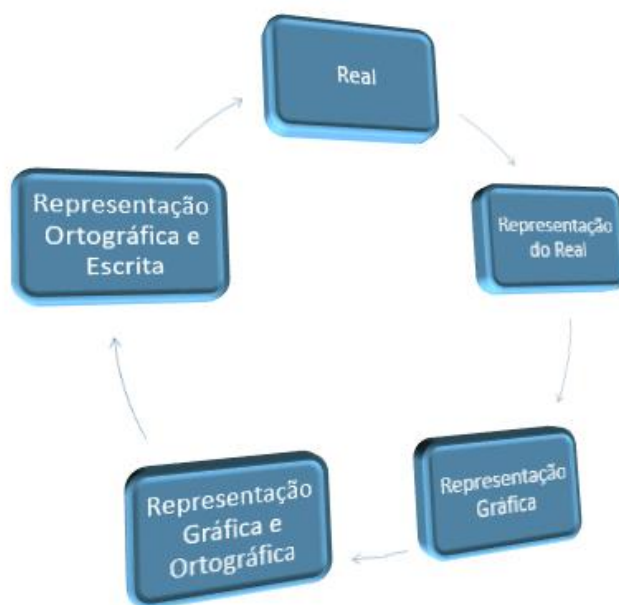 Real
Representação
do Real
Representação
Gráfica
Representação
Gráfica e
Ortográfica
Representação
Ortográfica e
Escrita